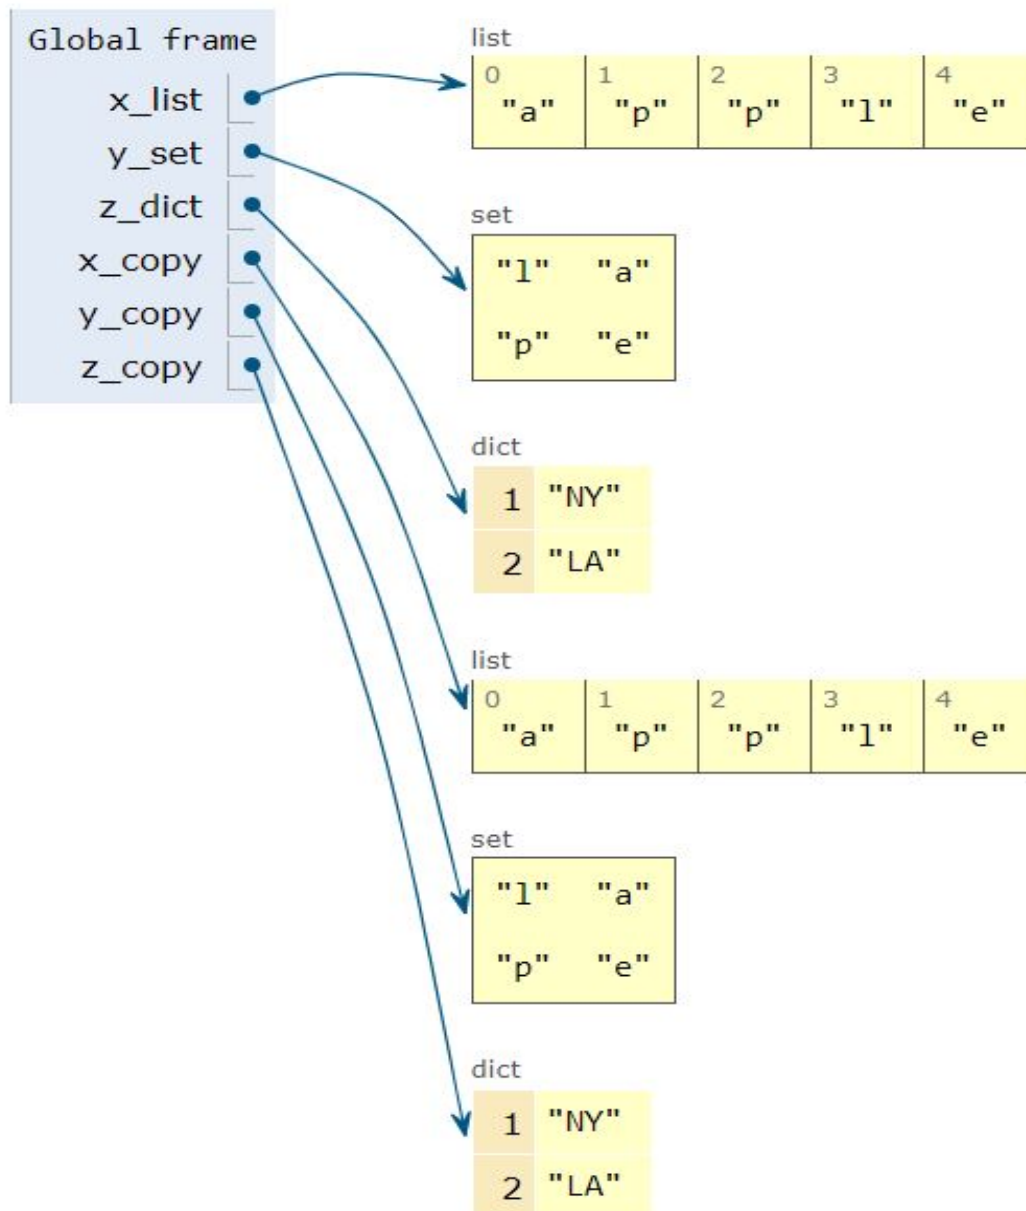 Global frame
x_list
y_set
z_dict
x_copy
y_copy
z_copy
list
0 1 2 3 4
"a" "p" "p" "l" "e"
set
"l" "a"
"p" "e"
dict
1 "NY"
2 "LA"
list
0 1 2 3 4
"a" "p" "p" "l" "e"
set
"l" "a"
"p" "e"
dict
1 "NY"
2 "LA"